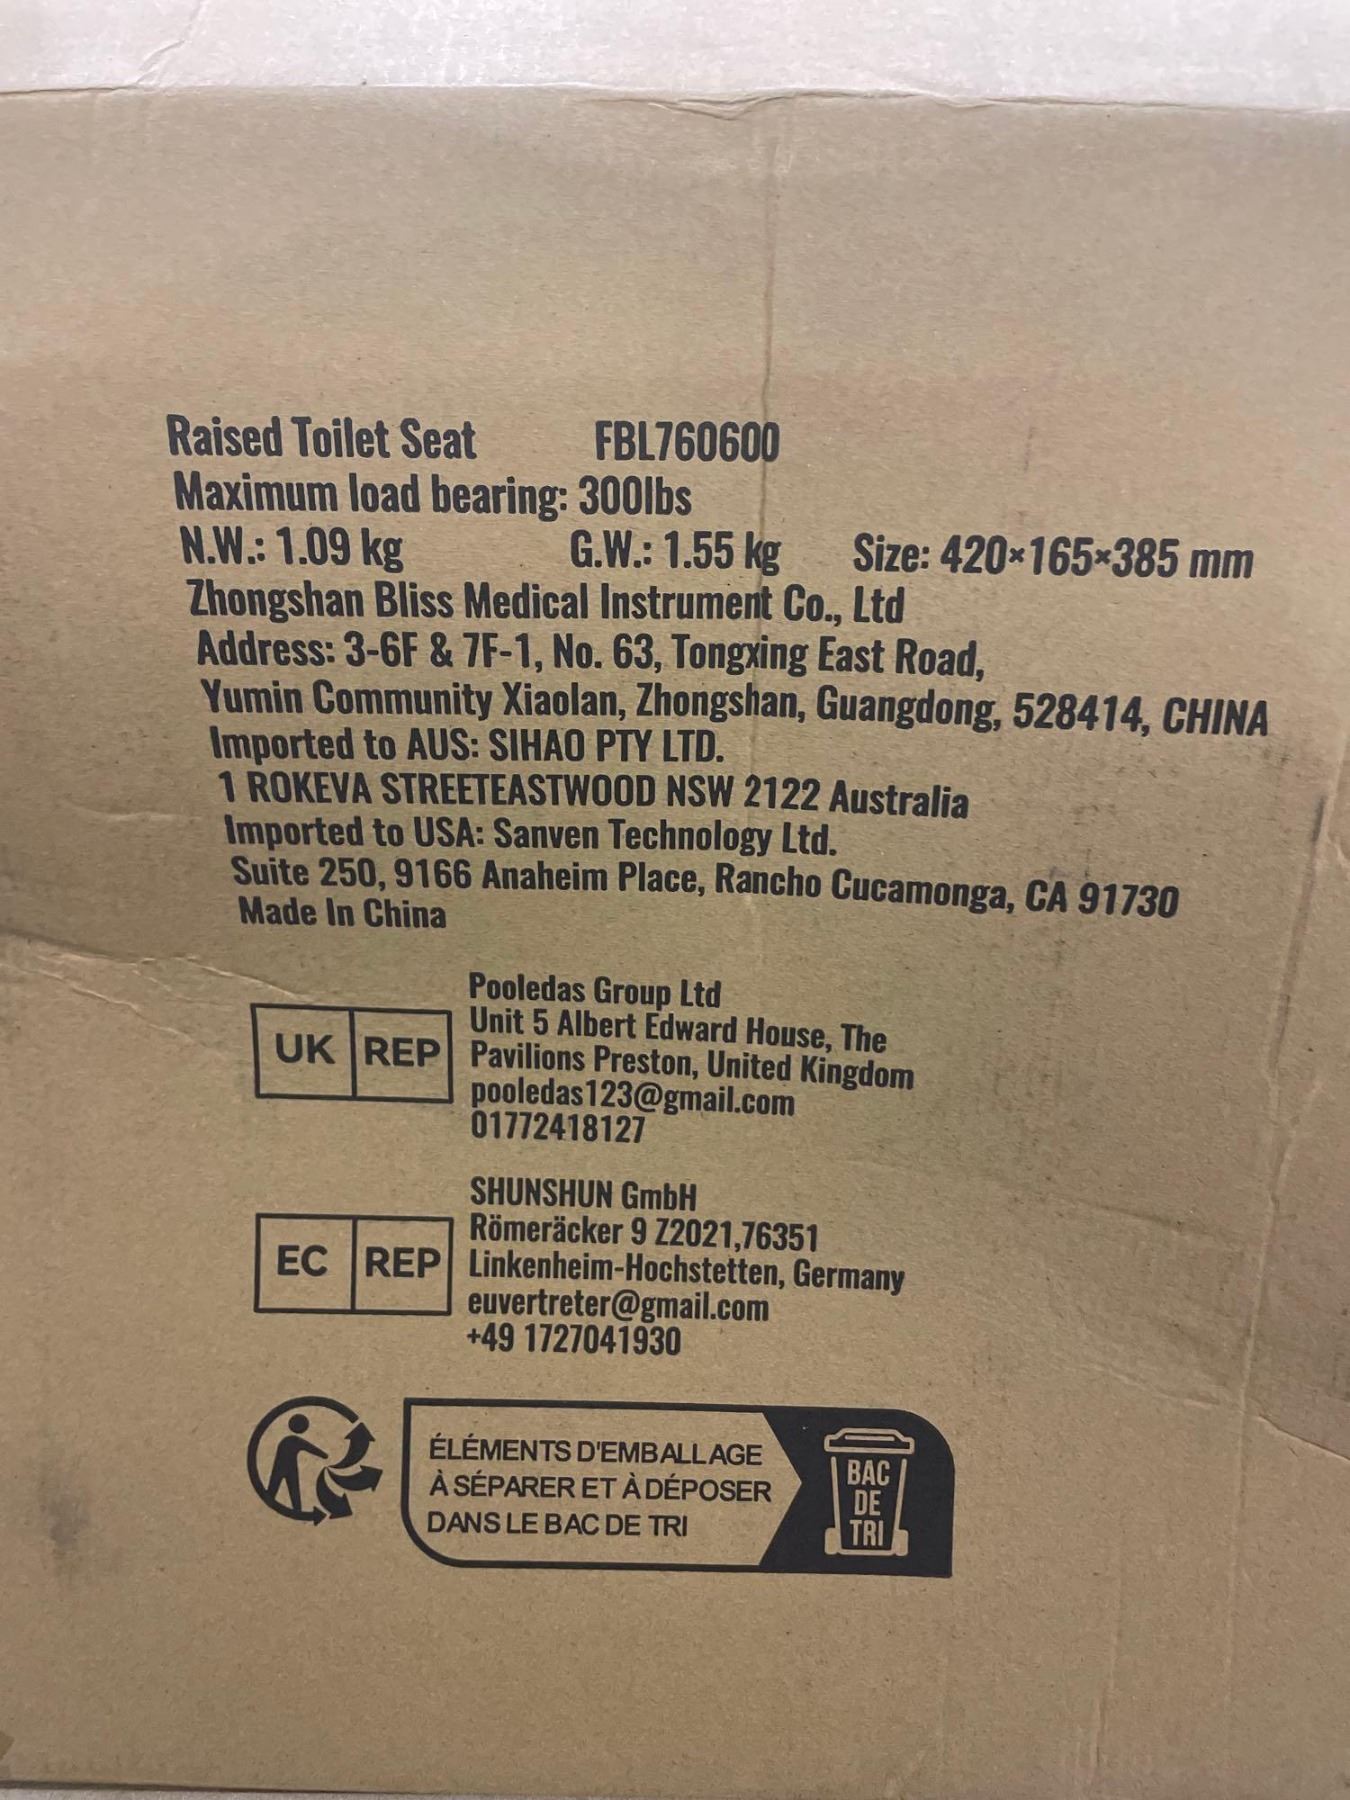 Raised Toilet Seat FBL760600
Maximum load bearing: 300lbs
N.W.: 1.09 kg G.W.: 1.55 kg Size: 420×165×385 mm
Zhongshan Bliss Medical Instrument Co., Ltd
Address: 3-6F & 7F-1, No. 63, Tongxing East Road,
Yumin Community Xiaolan, Zhongshan, Guangdong, 528414, CHINA
Imported to AUS: SIHAO PTY LTD.
1 ROKEVA STREETEASTWOOD NSW 2122 Australia
Imported to USA: Sanven Technology Ltd.
Suite 250, 9166 Anaheim Place, Rancho Cucamonga, CA 91730
Made In China
UK REP
Pooledas Group Ltd
Unit 5 Albert Edward House, The
Pavilions Preston, United Kingdom
pooledas123@gmail.com
01772418127
EC REP
SHUNSHUN GmbH
Römeräcker 9 Z2021,76351
Linkenheim-Hochstetten, Germany
euvertreter@gmail.com
+49 1727041930
ÉLÉMENTS D'EMBALLAGE
À SÉPARER ET À DÉPOSER
DANS LE BAC DE TRI
BAC
DE
TRI